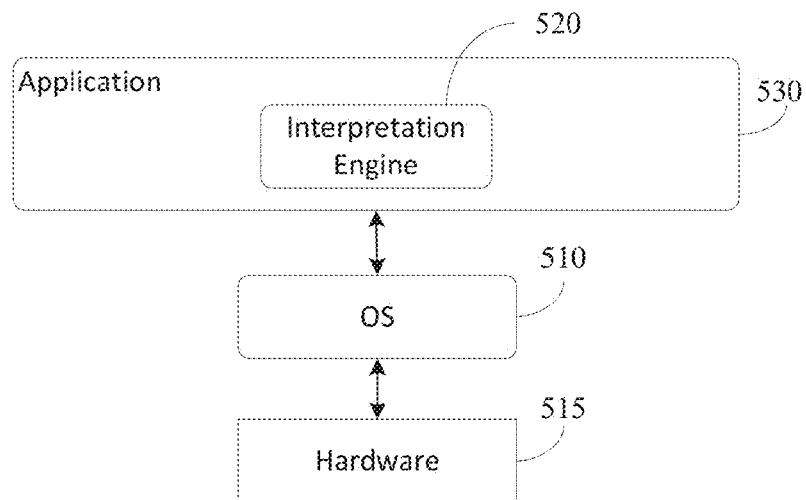 520
Application
530
Interpretation
Engine
510
OS
515
Hardware